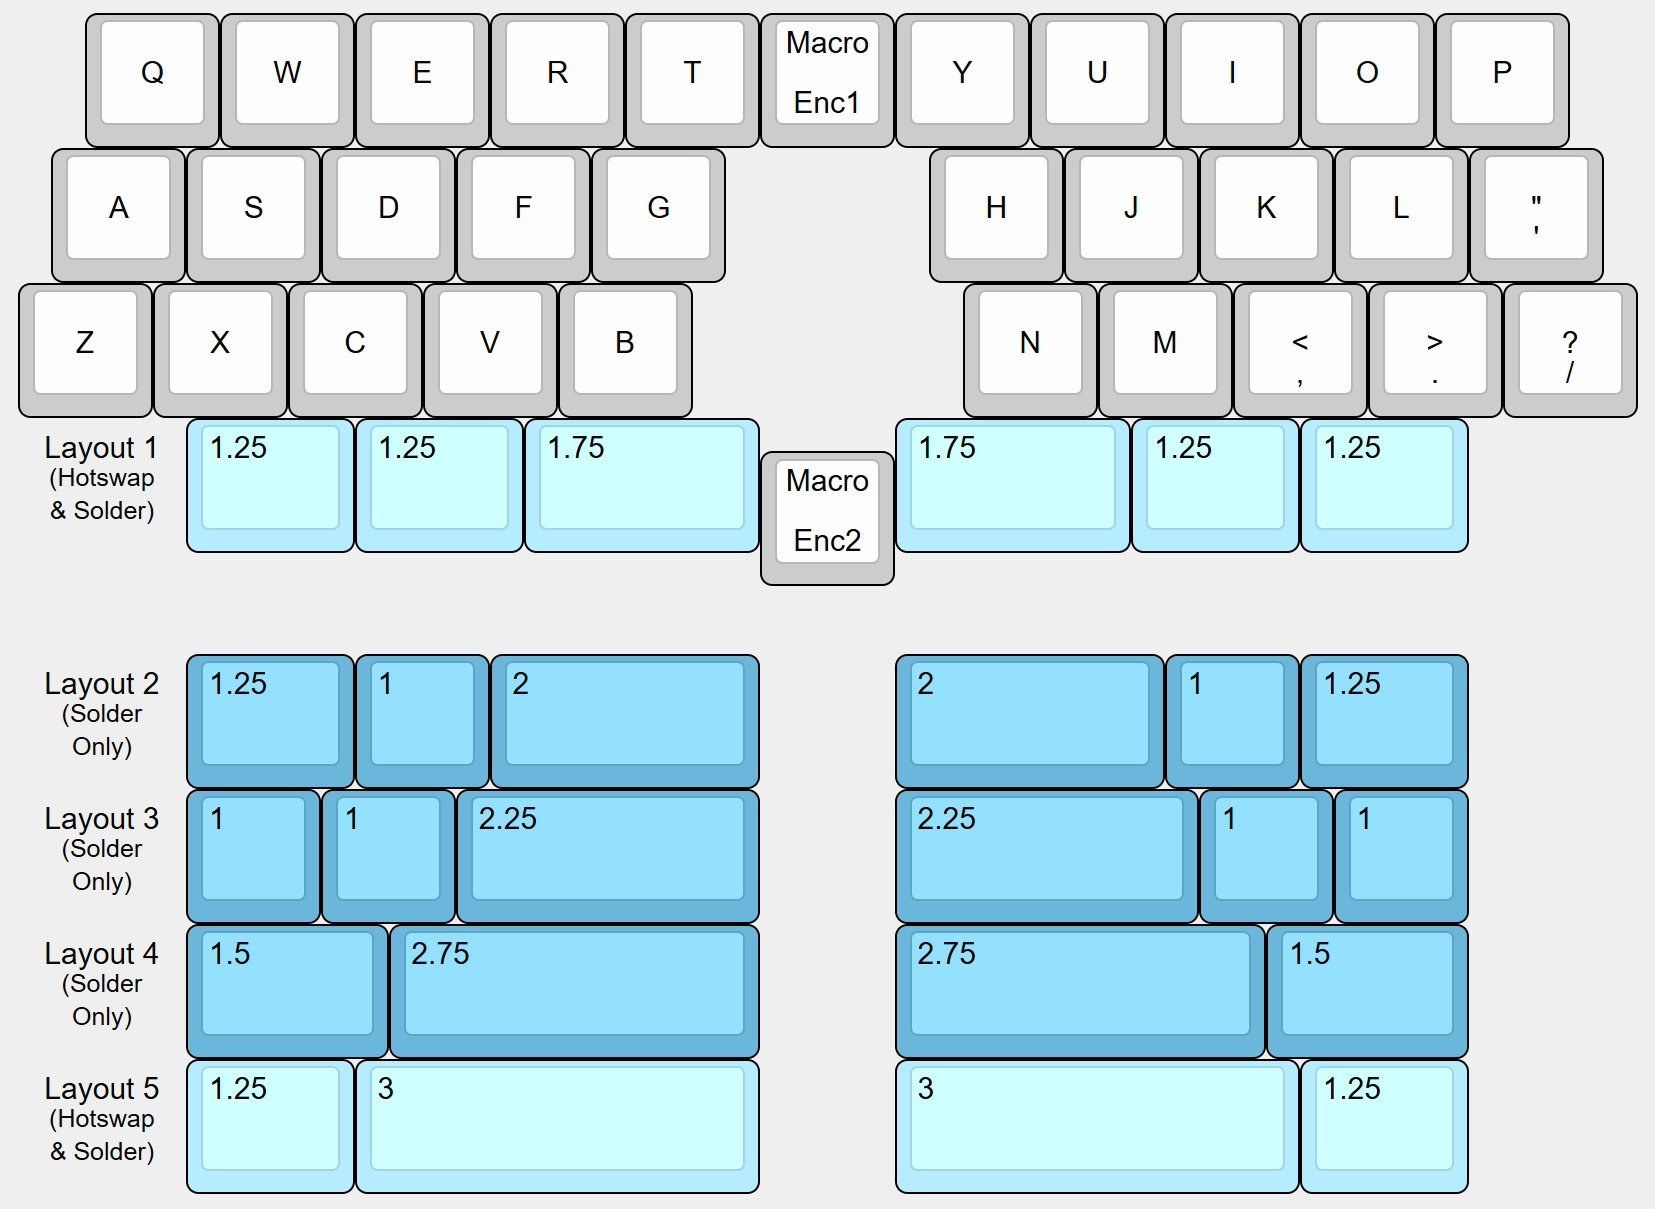 Q W E R T Macro Y U I O P
Enc1
A S D F G H J K L "
'
Z X C V B N M < > ?
, . /
Layout 1 1.25 1.25 1.75 1.75 1.25 1.25
(Hotswap
& Solder)
Macro
Enc2
Layout 2 1.25 1 2 2 1 1.25
(Solder
Only)
Layout 3 1 1 2.25 2.25 1 1
(Solder
Only)
Layout 4 1.5 2.75 2.75 1.5
(Solder
Only)
Layout 5 1.25 3 3 1.25
(Hotswap
& Solder)